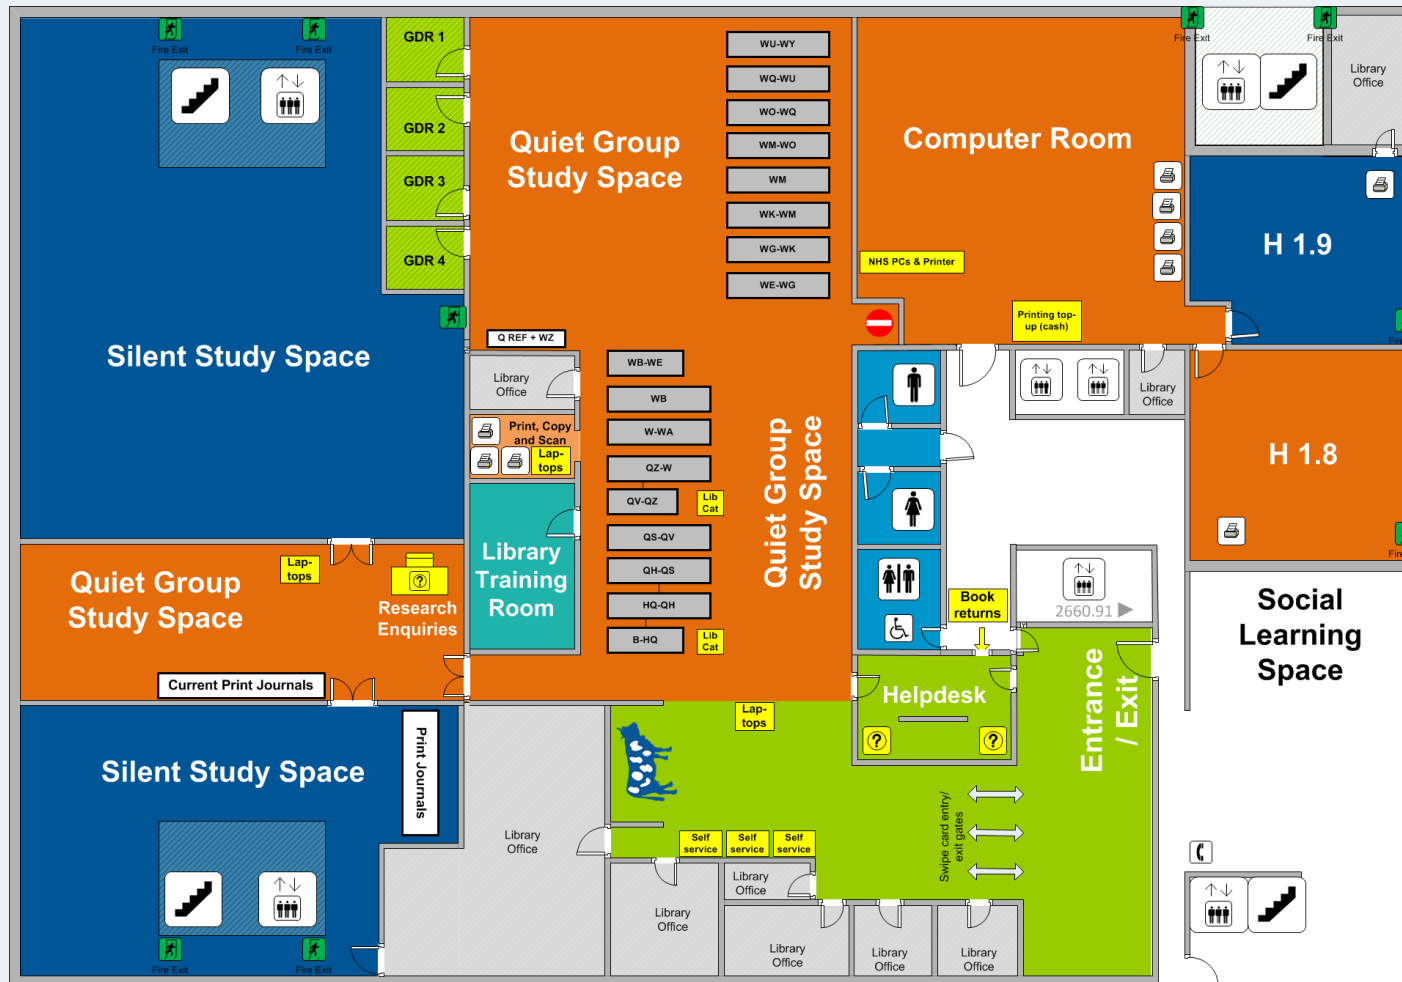 Fire Exit
Fire Exit
GDR 1
GDR 2
GDR 3
GDR 4
Silent Study Space
Quiet Group
Study Space
WU-WY
WQ-WU
WO-WQ
WM-WO
WM
WK-WM
WG-WK
WE-WG
Computer Room
NHS PCs & Printer
Printing top-
up (cash)
Fire Exit
Fire Exit
Library
Office
H 1.9
H 1.8
Library
Office
Q REF + WZ
Library
Office
Print, Copy
and Scan
Lap-
tops
Library
Training
Room
WB-WE
WB
W-WA
QZ-W
QV-QZ
QS-QV
QH-QS
HQ-QH
B-HQ
Lib
Cat
Lib
Cat
Quiet Group
Study Space
Quiet Group
Study Space
Lap-
tops
Research
Enquiries
Current Print Journals
Book
returns
2660.91
Helpdesk
Entrance
/ Exit
Social
Learning
Space
Silent Study Space
Print Journals
Fire Exit
Fire Exit
Library
Office
Lap-
tops
Self
service
Self
service
Self
service
Swipe card entry/
exit gates
Library
Office
Library
Office
Library
Office
Library
Office
Library
Office